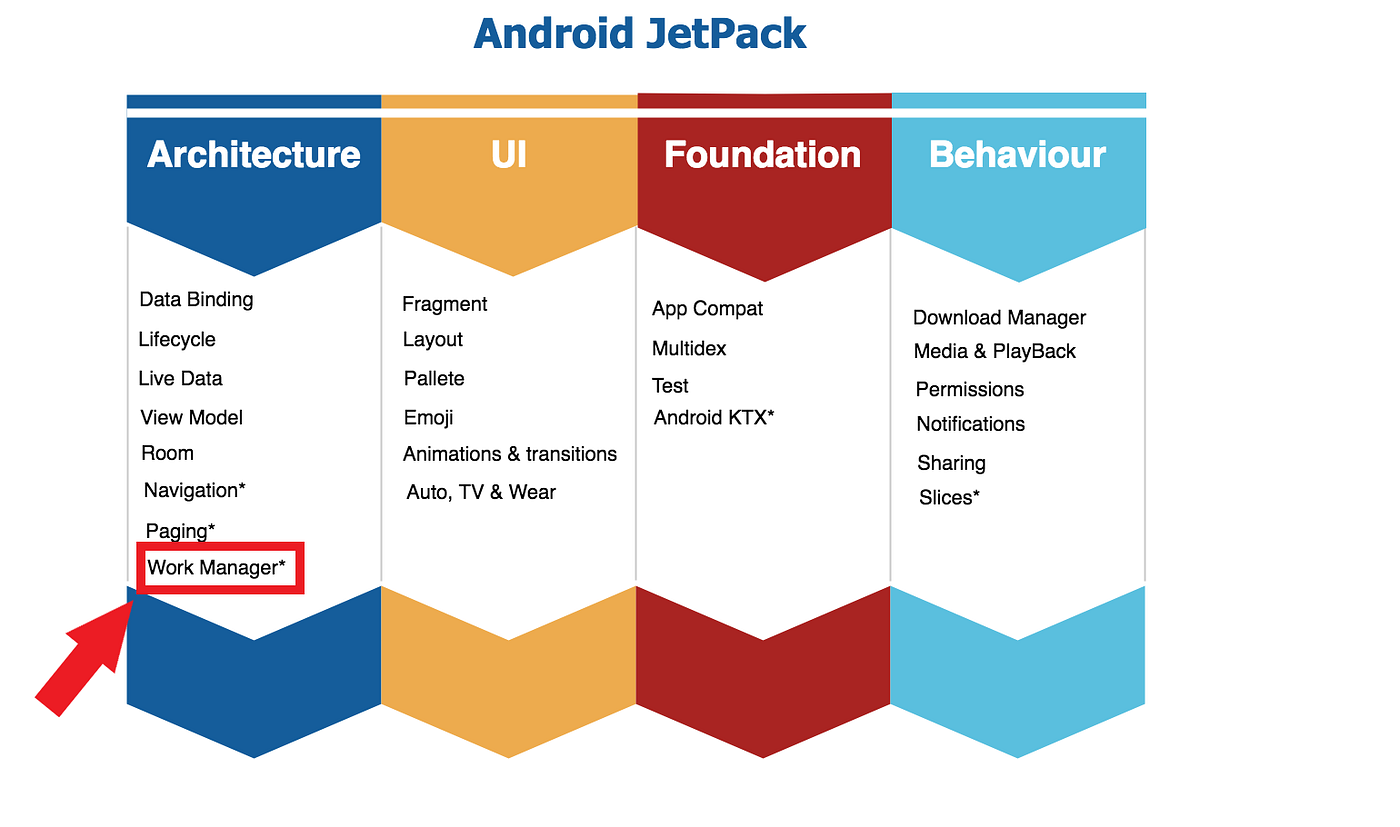 Android JetPack
Architecture
Data Binding
Lifecycle
Live Data
View Model
Room
Navigation*
Paging*
Work Manager*
UI
Fragment
Layout
Pallete
Emoji
Animations & transitions
Auto, TV & Wear
Foundation
App Compat
Multidex
Test
Android KTX*
Behaviour
Download Manager
Media & PlayBack
Permissions
Notifications
Sharing
Slices*